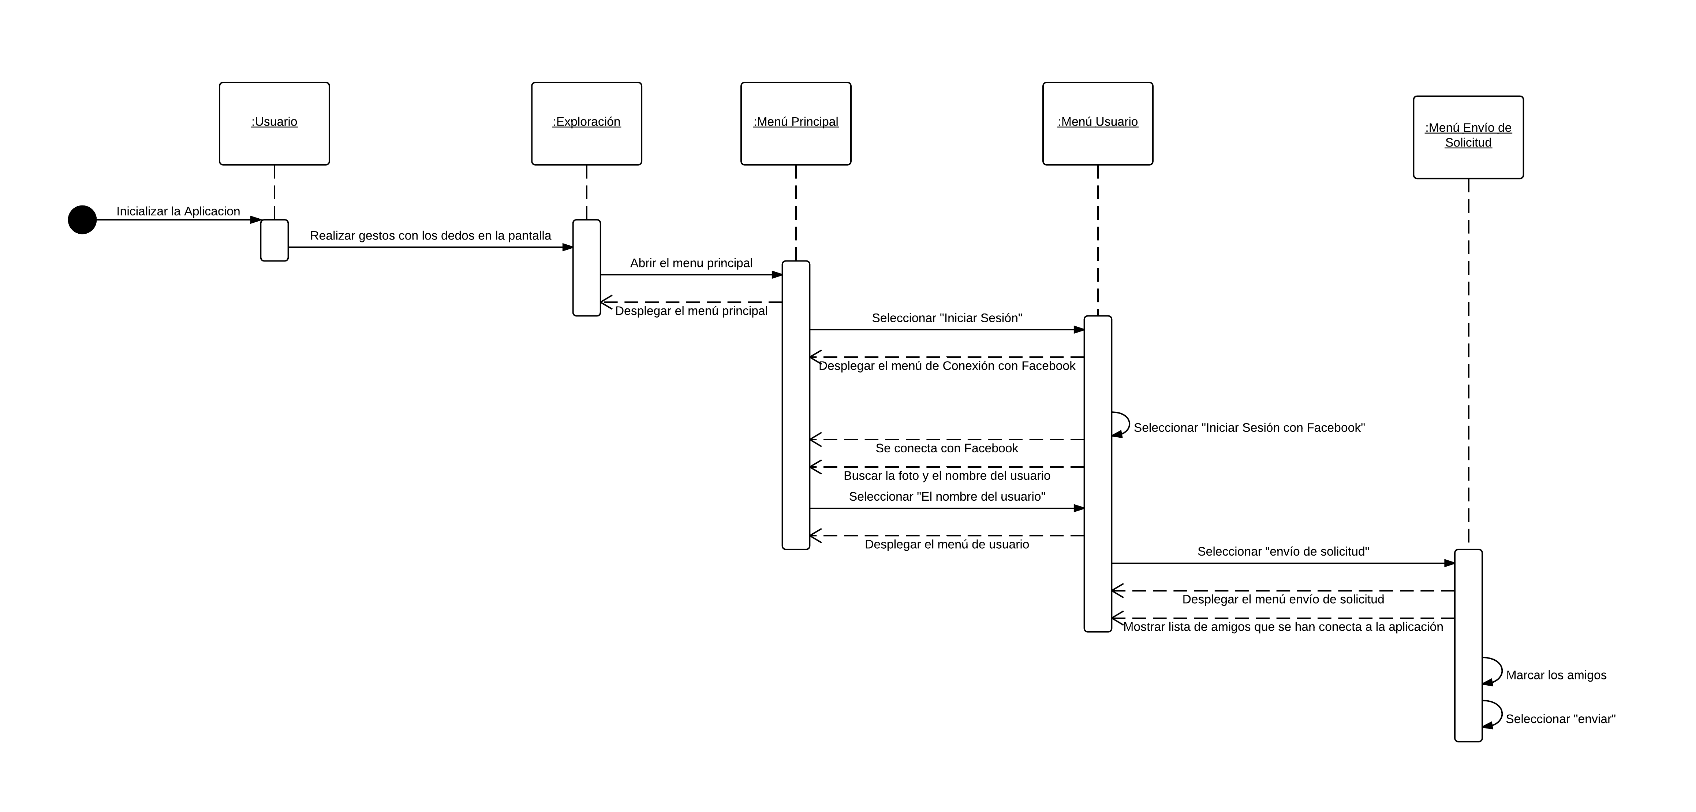 :Usuario
:Exploración
:Menú Principal
:Menú Usuario
:Menú Envío de
Solicitud
Inicializar la Aplicacion
Realizar gestos con los dedos en la pantalla
Abrir el menu principal
Desplegar el menú principal
Seleccionar "Iniciar Sesión"
Desplegar el menú de Conexión con Facebook
Seleccionar "Iniciar Sesión con Facebook"
Se conecta con Facebook
Buscar la foto y el nombre del usuario
Seleccionar "El nombre del usuario"
Desplegar el menú de usuario
Seleccionar "envío de solicitud"
Desplegar el menú envío de solicitud
Mostrar lista de amigos que se han conecta a la aplicación
Marcar los amigos
Seleccionar "enviar"